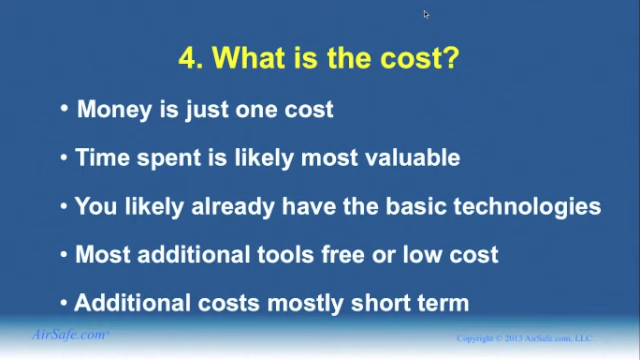 4. What is the cost?
• Money is just one cost
• Time spent is likely most valuable
• You likely already have the basic technologies
• Most additional tools free or low cost
• Additional costs mostly short term
AirSafe.com
Copyright © 2013 AirSafe.com, LLC